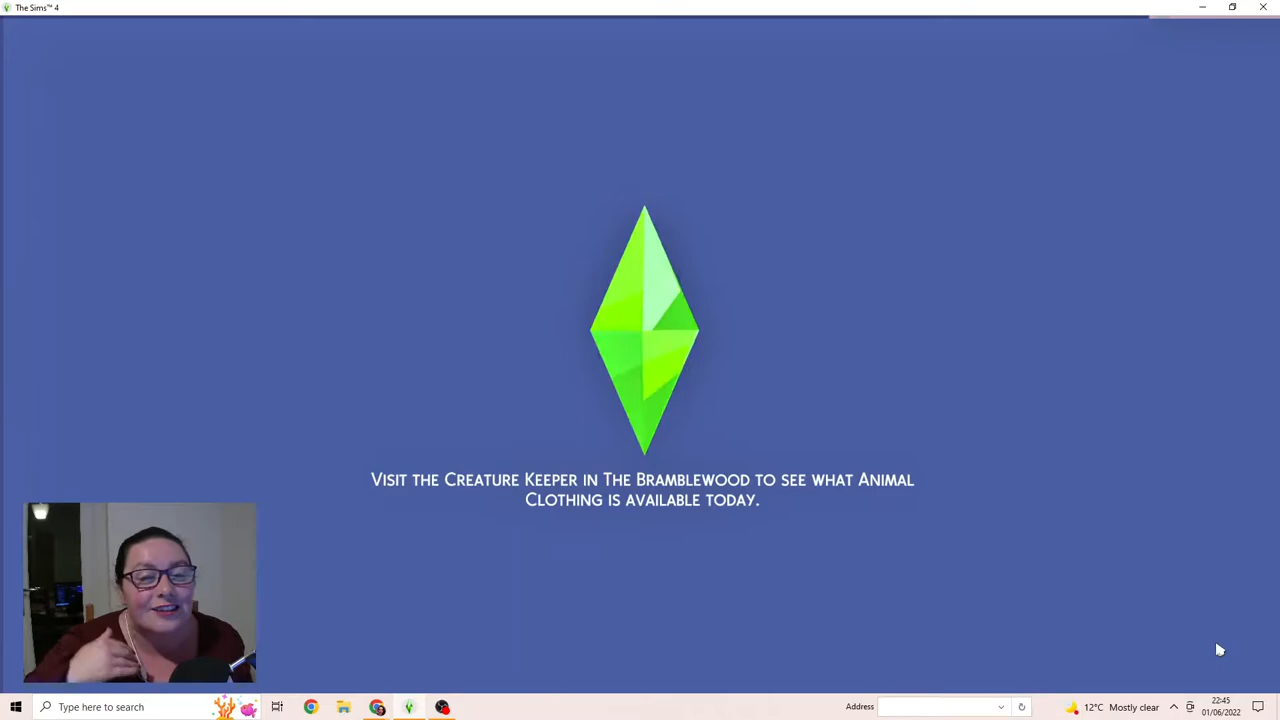 The Sims™ 4
VISIT THE CREATURE KEEPER IN THE BRAMBLEWOOD TO SEE WHAT ANIMAL
CLOTHING IS AVAILABLE TODAY.
Type here to search
Address
12°C Mostly clear
22:45
01/06/2022